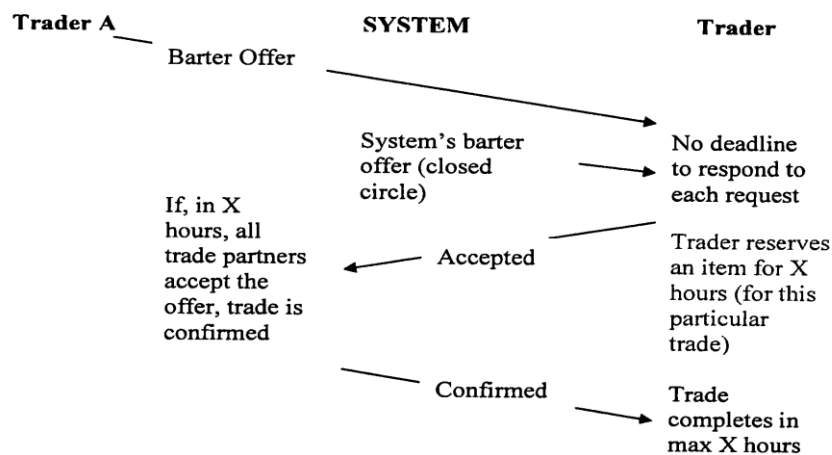 Trader A SYSTEM Trader
Barter Offer
System's barter
offer (closed
circle)
No deadline
to respond to
each request
If, in X
hours, all
trade partners
accept the
offer, trade is
confirmed
Accepted
Trader reserves
an item for X
hours (for this
particular
trade)
Confirmed
Trade
completes in
max X hours